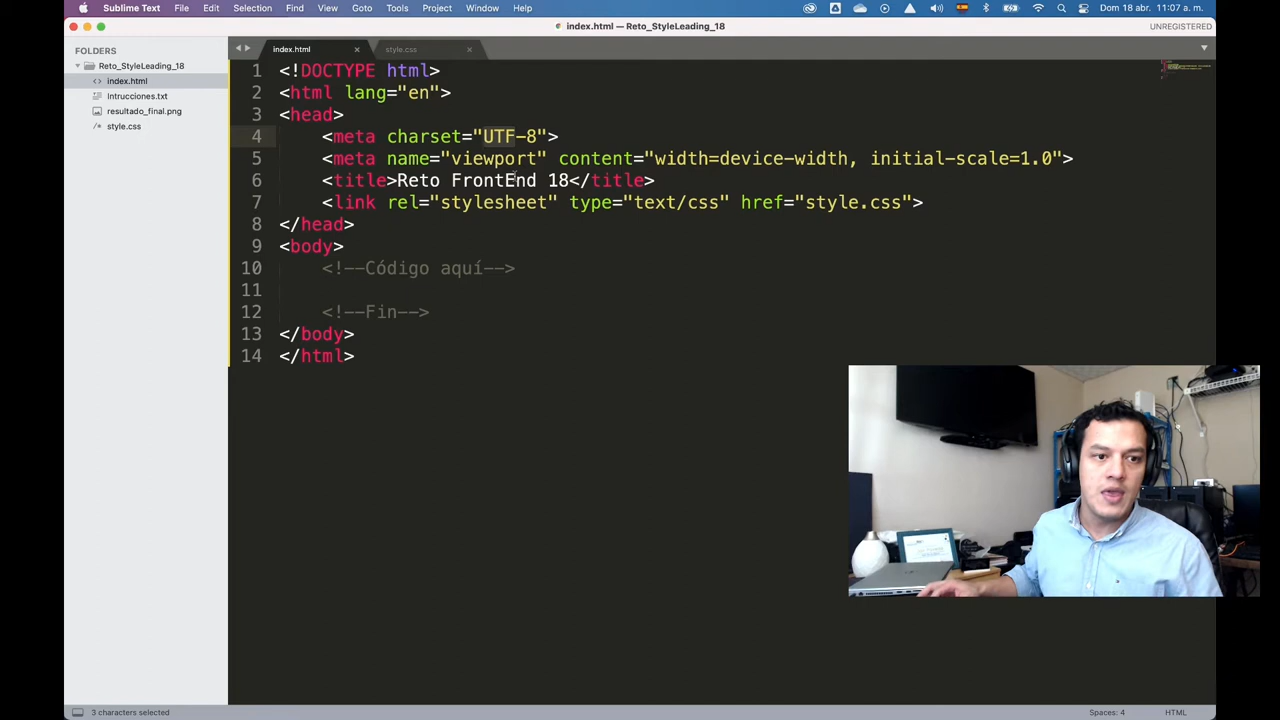 Sublime Text File Edit Selection Find View Goto Tools Project Window Help Dom 18 abr. 11:07 a. m.
index.html — Reto_StyleLeading_18 UNREGISTERED
FOLDERS
Reto_StyleLeading_18
index.html
Intrucciones.txt
resultado_final.png
style.css
index.html style.css
1 <!DOCTYPE html>
2 <html lang="en">
3 <head>
4 <meta charset="UTF-8">
5 <meta name="viewport" content="width=device-width, initial-scale=1.0">
6 <title>Reto FrontEnd 18</title>
7 <link rel="stylesheet" type="text/css" href="style.css">
8 </head>
9 <body>
10 <!--Código aquí-->
11
12 <!--Fin-->
13 </body>
14 </html>
3 characters selected Spaces: 4 HTML